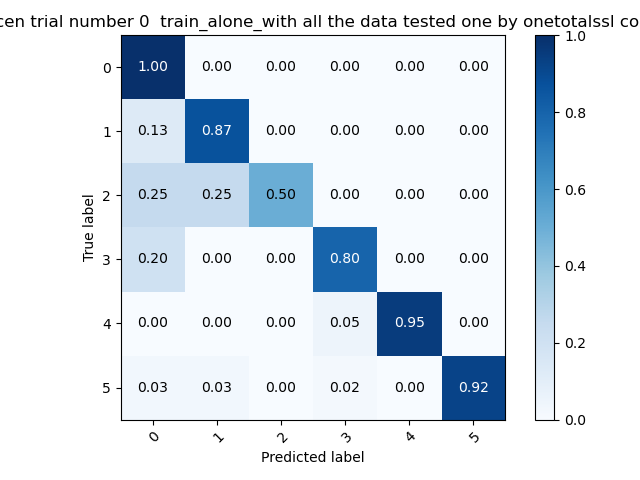 trial number 0 train_alone_with all the data tested one by onetotalssl
1.0
0 1.00 0.00 0.00 0.00 0.00 0.00
1 0.13 0.87 0.00 0.00 0.00 0.00
0.8
2 0.25 0.25 0.50 0.00 0.00 0.00
0.6
True label
3 0.20 0.00 0.00 0.80 0.00 0.00
0.4
4 0.00 0.00 0.00 0.05 0.95 0.00
0.2
5 0.03 0.03 0.00 0.02 0.00 0.92
0.0
0 1 2 3 4 5
Predicted label